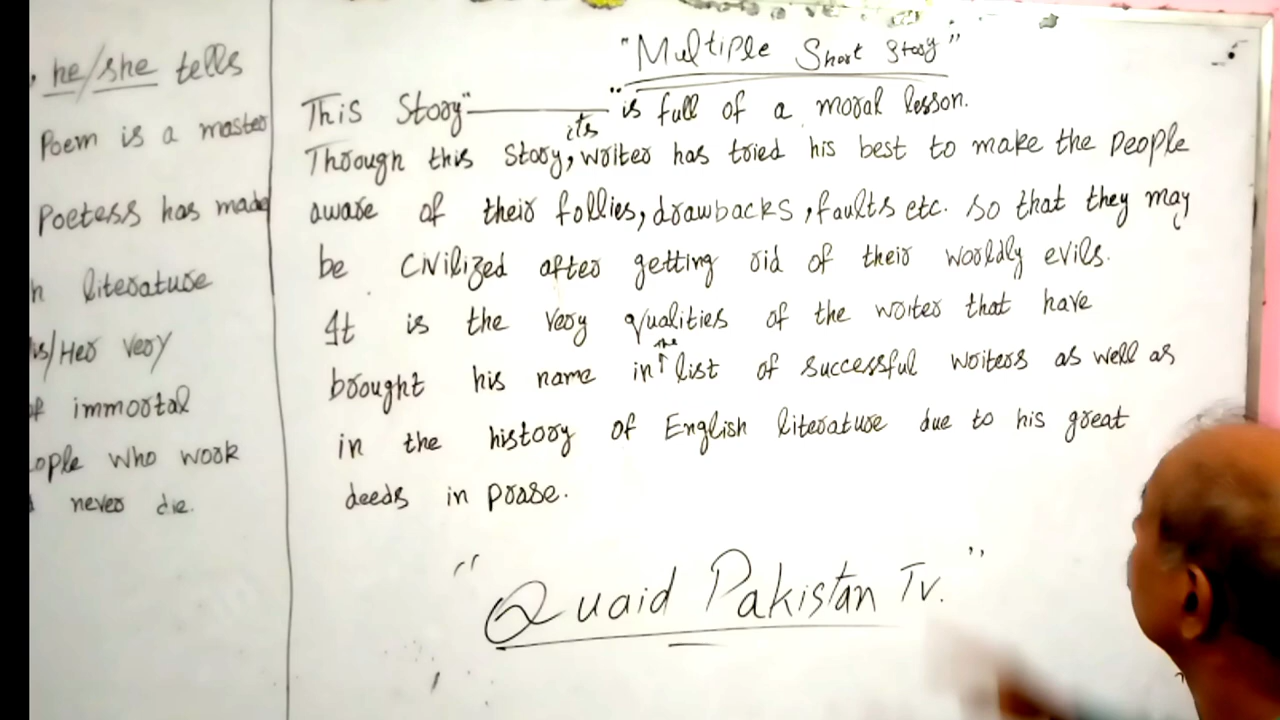 he/she tells
Poem is a master
Poetess has made
h literature
is/Her very
of immortal
ople who work
never die.
"Multiple Short Story"
This Story "________" is full of a moral lesson.
Through this story, its writer has tried his best to make the people
aware of their follies, drawbacks, faults etc. so that they may
be civilized after getting rid of their worldly evils.
It is the very qualities of the writer that have
brought his name in the list of successful writers as well as
in the history of English literature due to his great
deeds in prase.
"Quaid Pakistan Tv."